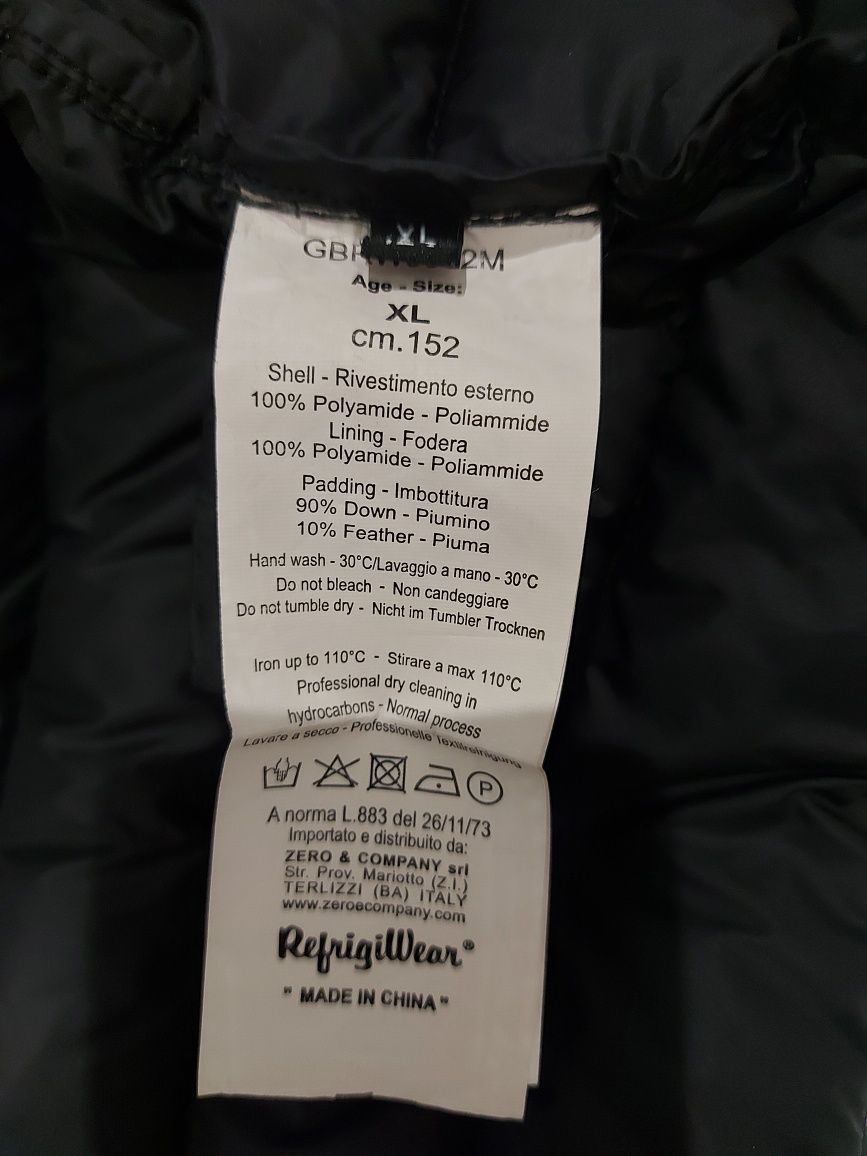 XL
Age - Size:
XL
cm.152
Shell - Rivestimento esterno
100% Polyamide - Poliammide
Lining - Fodera
100% Polyamide - Poliammide
Padding - Imbottitura
90% Down - Piumino
10% Feather - Piuma
Hand wash - 30°C/Lavaggio a mano - 30°C
Do not bleach - Non candeggiare
Do not tumble dry - Nicht im Tumbler Trocknen
Iron up to 110°C - Stirare a max 110°C
Professional dry cleaning in
hydrocarbons - Normal process
Lavare a secco - Professionelle Textilreinigung
P
A norma L.883 del 26/11/73
Importato e distribuito da:
ZERO & COMPANY srl
Str. Prov. Mariotto (Z.I.)
TERLIZZI (BA) ITALY
www.zeroecompany.com
RefrigiWear®
" MADE IN CHINA "